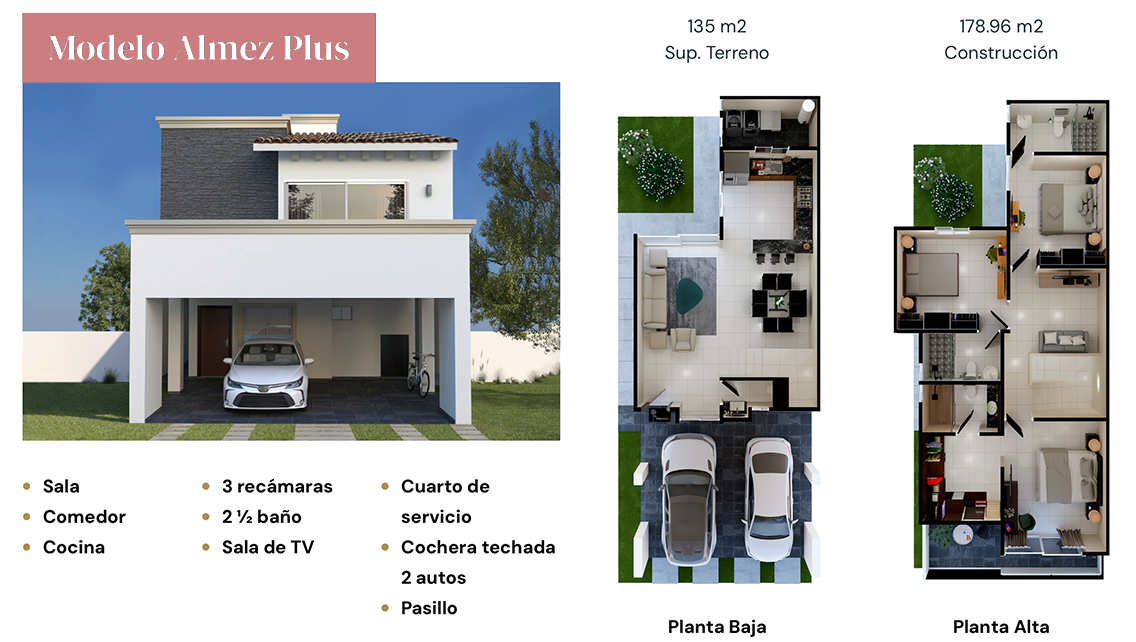 Modelo Almez Plus
135 m2
Sup. Terreno
178.96 m2
Construcción
Sala
Comedor
Cocina
3 recámaras
2 ½ baño
Sala de TV
Cuarto de
servicio
Cochera techada
2 autos
Pasillo
Planta Baja
Planta Alta